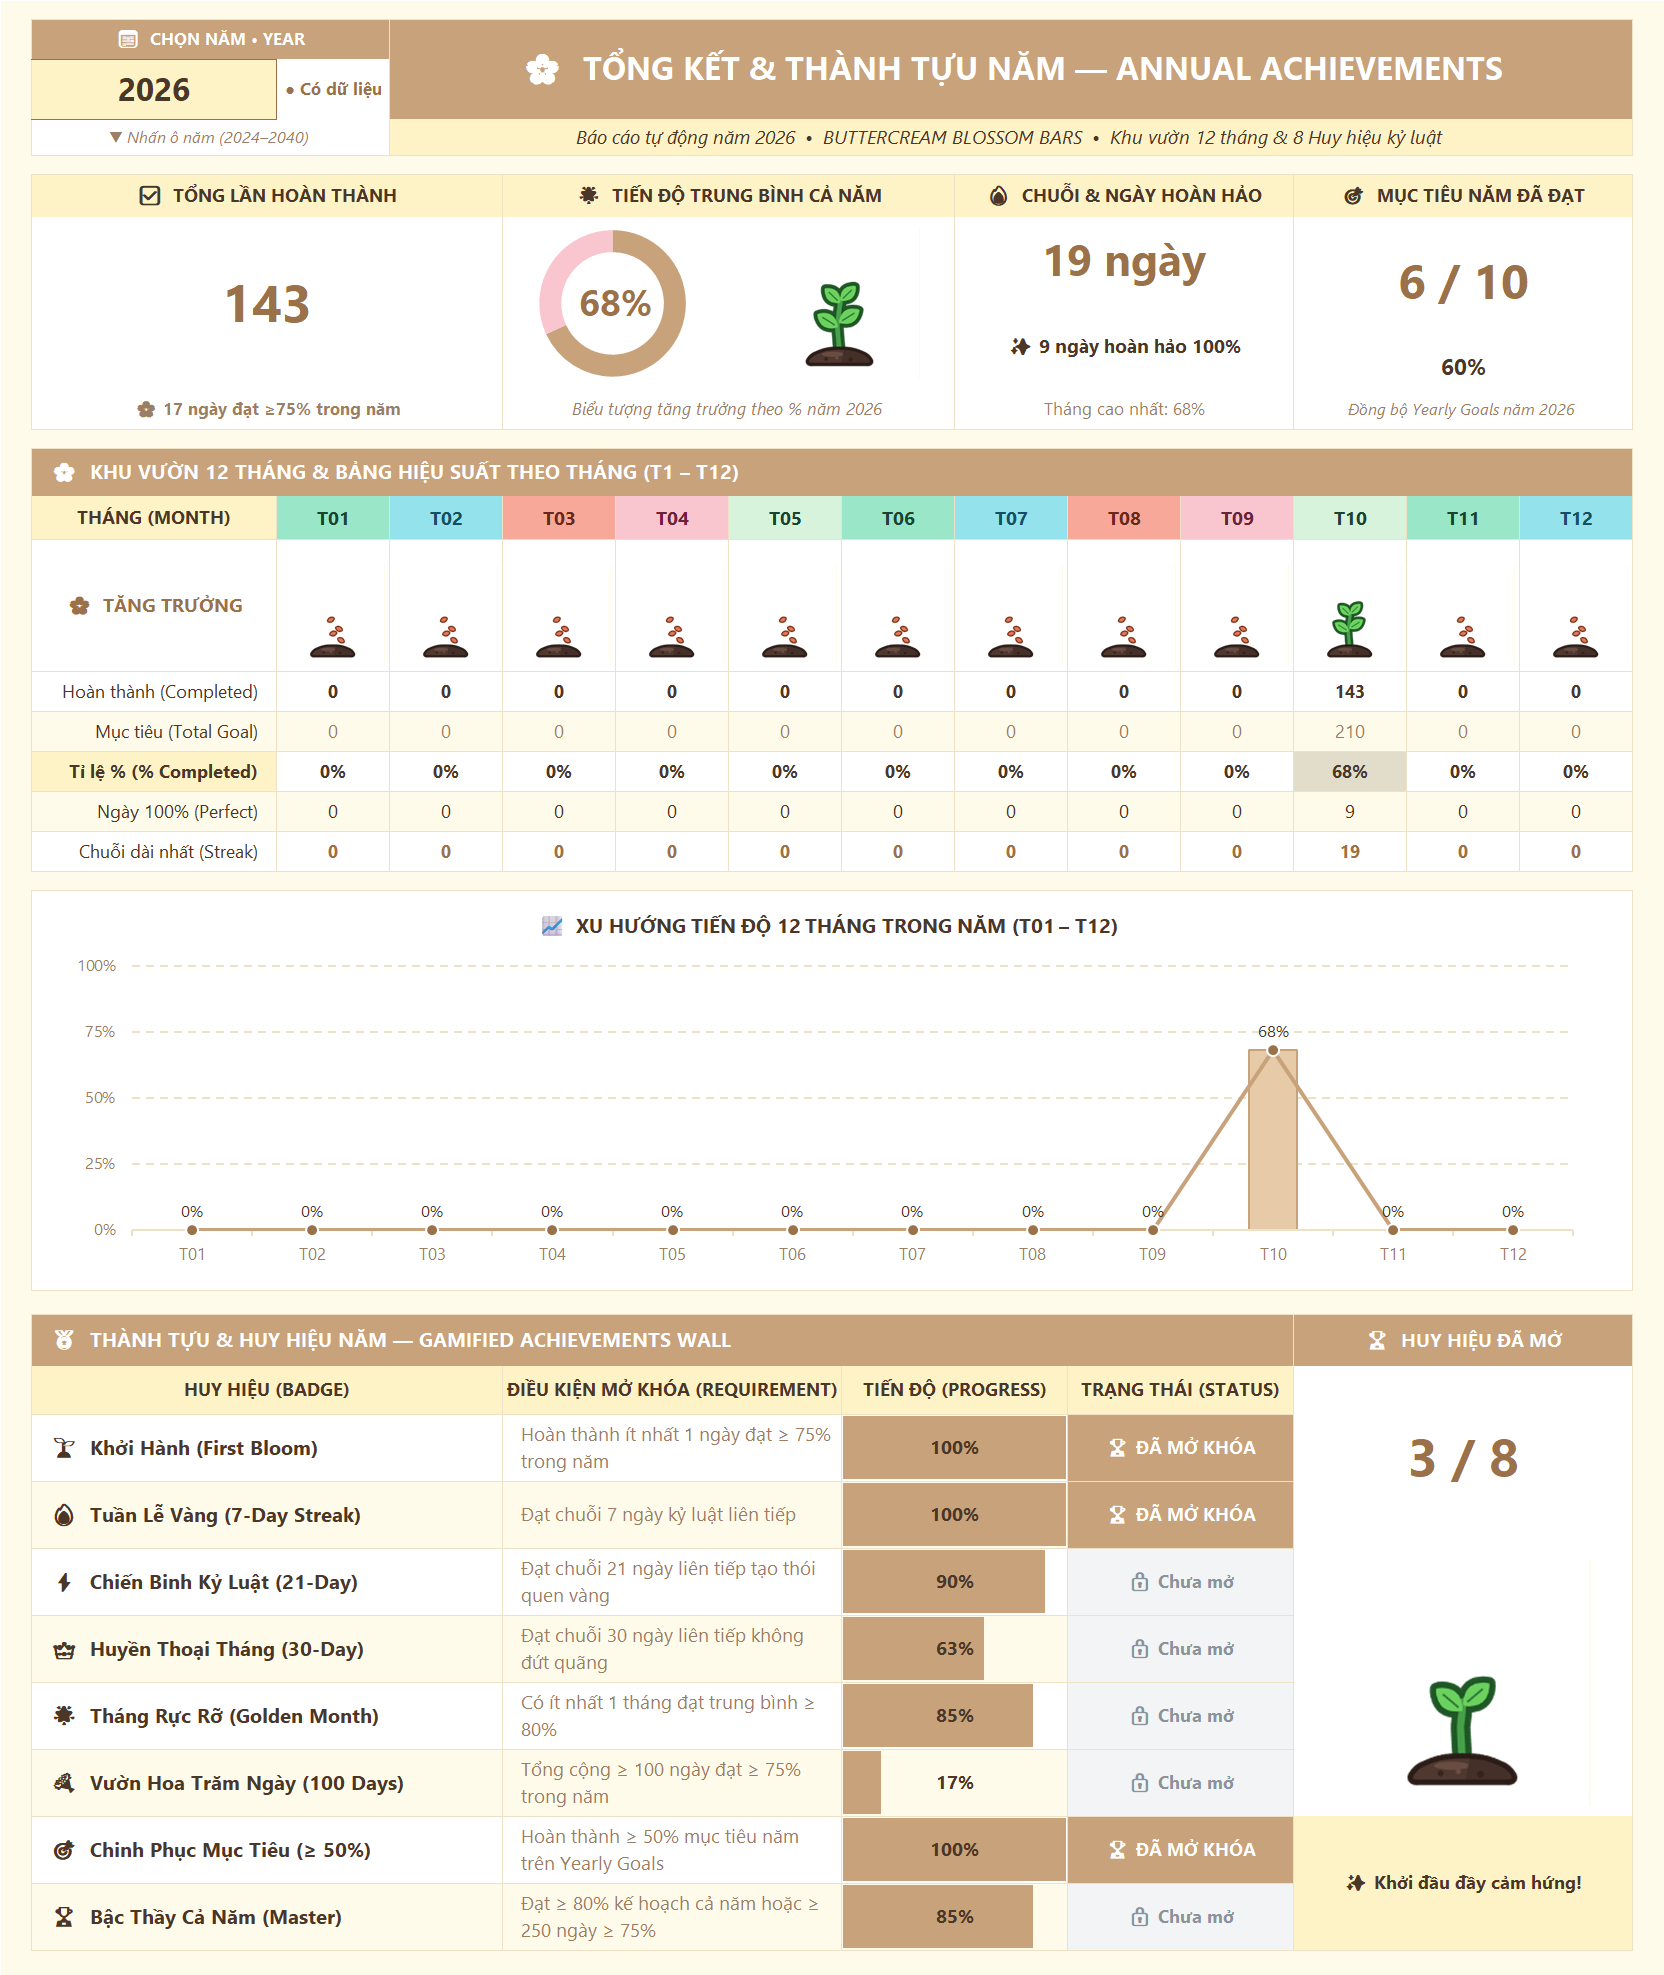 CHỌN NĂM • YEAR
2026
● Có dữ liệu
▼ Nhấn ô năm (2024–2040)
TỔNG KẾT & THÀNH TỰU NĂM — ANNUAL ACHIEVEMENTS
Báo cáo tự động năm 2026 • BUTTERCREAM BLOSSOM BARS • Khu vườn 12 tháng & 8 Huy hiệu kỷ luật
TỔNG LẦN HOÀN THÀNH
143
17 ngày đạt ≥75% trong năm
TIẾN ĐỘ TRUNG BÌNH CẢ NĂM
68%
Biểu tượng tăng trưởng theo % năm 2026
CHUỖI & NGÀY HOÀN HẢO
19 ngày
9 ngày hoàn hảo 100%
Tháng cao nhất: 68%
MỤC TIÊU NĂM ĐÃ ĐẠT
6 / 10
60%
Đồng bộ Yearly Goals năm 2026
KHU VƯỜN 12 THÁNG & BẢNG HIỆU SUẤT THEO THÁNG (T1 – T12)
THÁNG (MONTH) T01 T02 T03 T04 T05 T06 T07 T08 T09 T10 T11 T12
TĂNG TRƯỞNG
Hoàn thành (Completed) 0 0 0 0 0 0 0 0 0 143 0 0
Mục tiêu (Total Goal) 0 0 0 0 0 0 0 0 0 210 0 0
Tỉ lệ % (% Completed) 0% 0% 0% 0% 0% 0% 0% 0% 0% 68% 0% 0%
Ngày 100% (Perfect) 0 0 0 0 0 0 0 0 0 9 0 0
Chuỗi dài nhất (Streak) 0 0 0 0 0 0 0 0 0 19 0 0
XU HƯỚNG TIẾN ĐỘ 12 THÁNG TRONG NĂM (T01 – T12)
100%
75%
68%
50%
25%
0% 0% 0% 0% 0% 0% 0% 0% 0% 0% 0%
0%
T01 T02 T03 T04 T05 T06 T07 T08 T09 T10 T11 T12
THÀNH TỰU & HUY HIỆU NĂM — GAMIFIED ACHIEVEMENTS WALL
HUY HIỆU (BADGE) ĐIỀU KIỆN MỞ KHÓA (REQUIREMENT) TIẾN ĐỘ (PROGRESS) TRẠNG THÁI (STATUS)
Khởi Hành (First Bloom)
Hoàn thành ít nhất 1 ngày đạt ≥ 75%
trong năm
100%
ĐÃ MỞ KHÓA
Tuần Lễ Vàng (7-Day Streak)
Đạt chuỗi 7 ngày kỷ luật liên tiếp
100%
ĐÃ MỞ KHÓA
Chiến Binh Kỷ Luật (21-Day)
Đạt chuỗi 21 ngày liên tiếp tạo thói
quen vàng
90%
Chưa mở
Huyền Thoại Tháng (30-Day)
Đạt chuỗi 30 ngày liên tiếp không
đứt quãng
63%
Chưa mở
Tháng Rực Rỡ (Golden Month)
Có ít nhất 1 tháng đạt trung bình ≥
80%
85%
Chưa mở
Vườn Hoa Trăm Ngày (100 Days)
Tổng cộng ≥ 100 ngày đạt ≥ 75%
trong năm
17%
Chưa mở
Chinh Phục Mục Tiêu (≥ 50%)
Hoàn thành ≥ 50% mục tiêu năm
trên Yearly Goals
100%
ĐÃ MỞ KHÓA
Bậc Thầy Cả Năm (Master)
Đạt ≥ 80% kế hoạch cả năm hoặc ≥
250 ngày ≥ 75%
85%
Chưa mở
HUY HIỆU ĐÃ MỞ
3 / 8
Khởi đầu đầy cảm hứng!